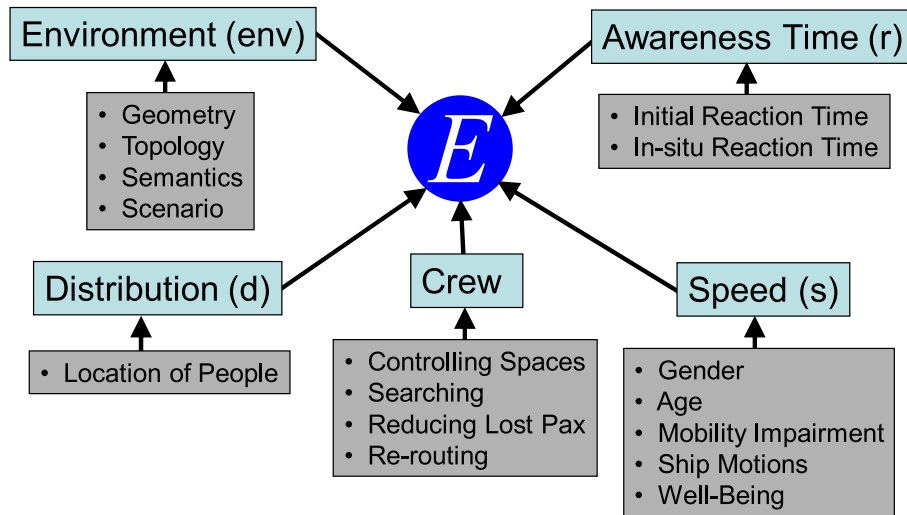 Environment (env)
• Geometry
• Topology
• Semantics
• Scenario
Awareness Time (r)
• Initial Reaction Time
• In-situ Reaction Time
E
Distribution (d)
• Location of People
Crew
• Controlling Spaces
• Searching
• Reducing Lost Pax
• Re-routing
Speed (s)
• Gender
• Age
• Mobility Impairment
• Ship Motions
• Well-Being